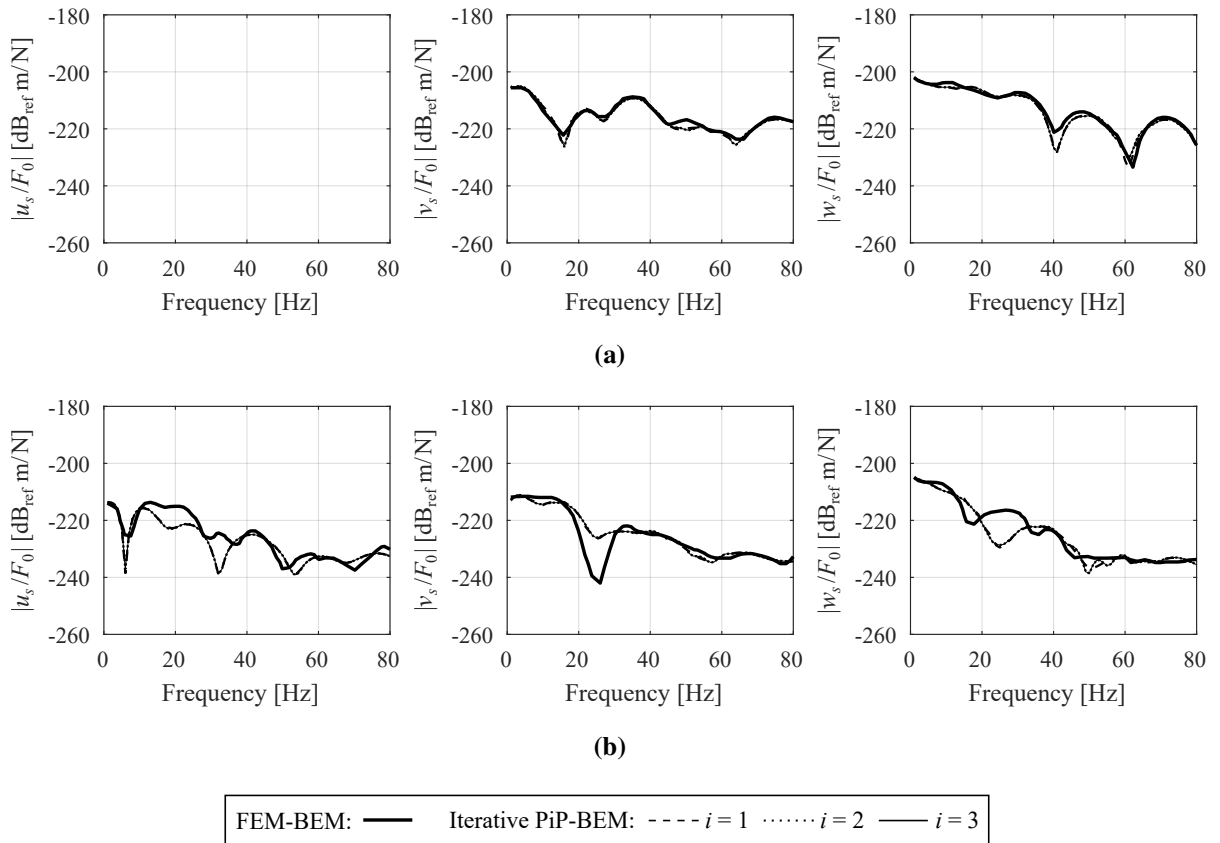 -180 -180 -180
-200 -200 -200
-220 -220 -220
-240 -240 -240
-260 -260 -260
|u_s/F_0| [dB_ref m/N] |v_s/F_0| [dB_ref m/N] |w_s/F_0| [dB_ref m/N]
0 20 40 60 80 0 20 40 60 80 0 20 40 60 80
Frequency [Hz] Frequency [Hz] Frequency [Hz]
(a)
-180 -180 -180
-200 -200 -200
-220 -220 -220
-240 -240 -240
-260 -260 -260
|u_s/F_0| [dB_ref m/N] |v_s/F_0| [dB_ref m/N] |w_s/F_0| [dB_ref m/N]
0 20 40 60 80 0 20 40 60 80 0 20 40 60 80
Frequency [Hz] Frequency [Hz] Frequency [Hz]
(b)
FEM-BEM: Iterative PiP-BEM: i = 1 i = 2 i = 3